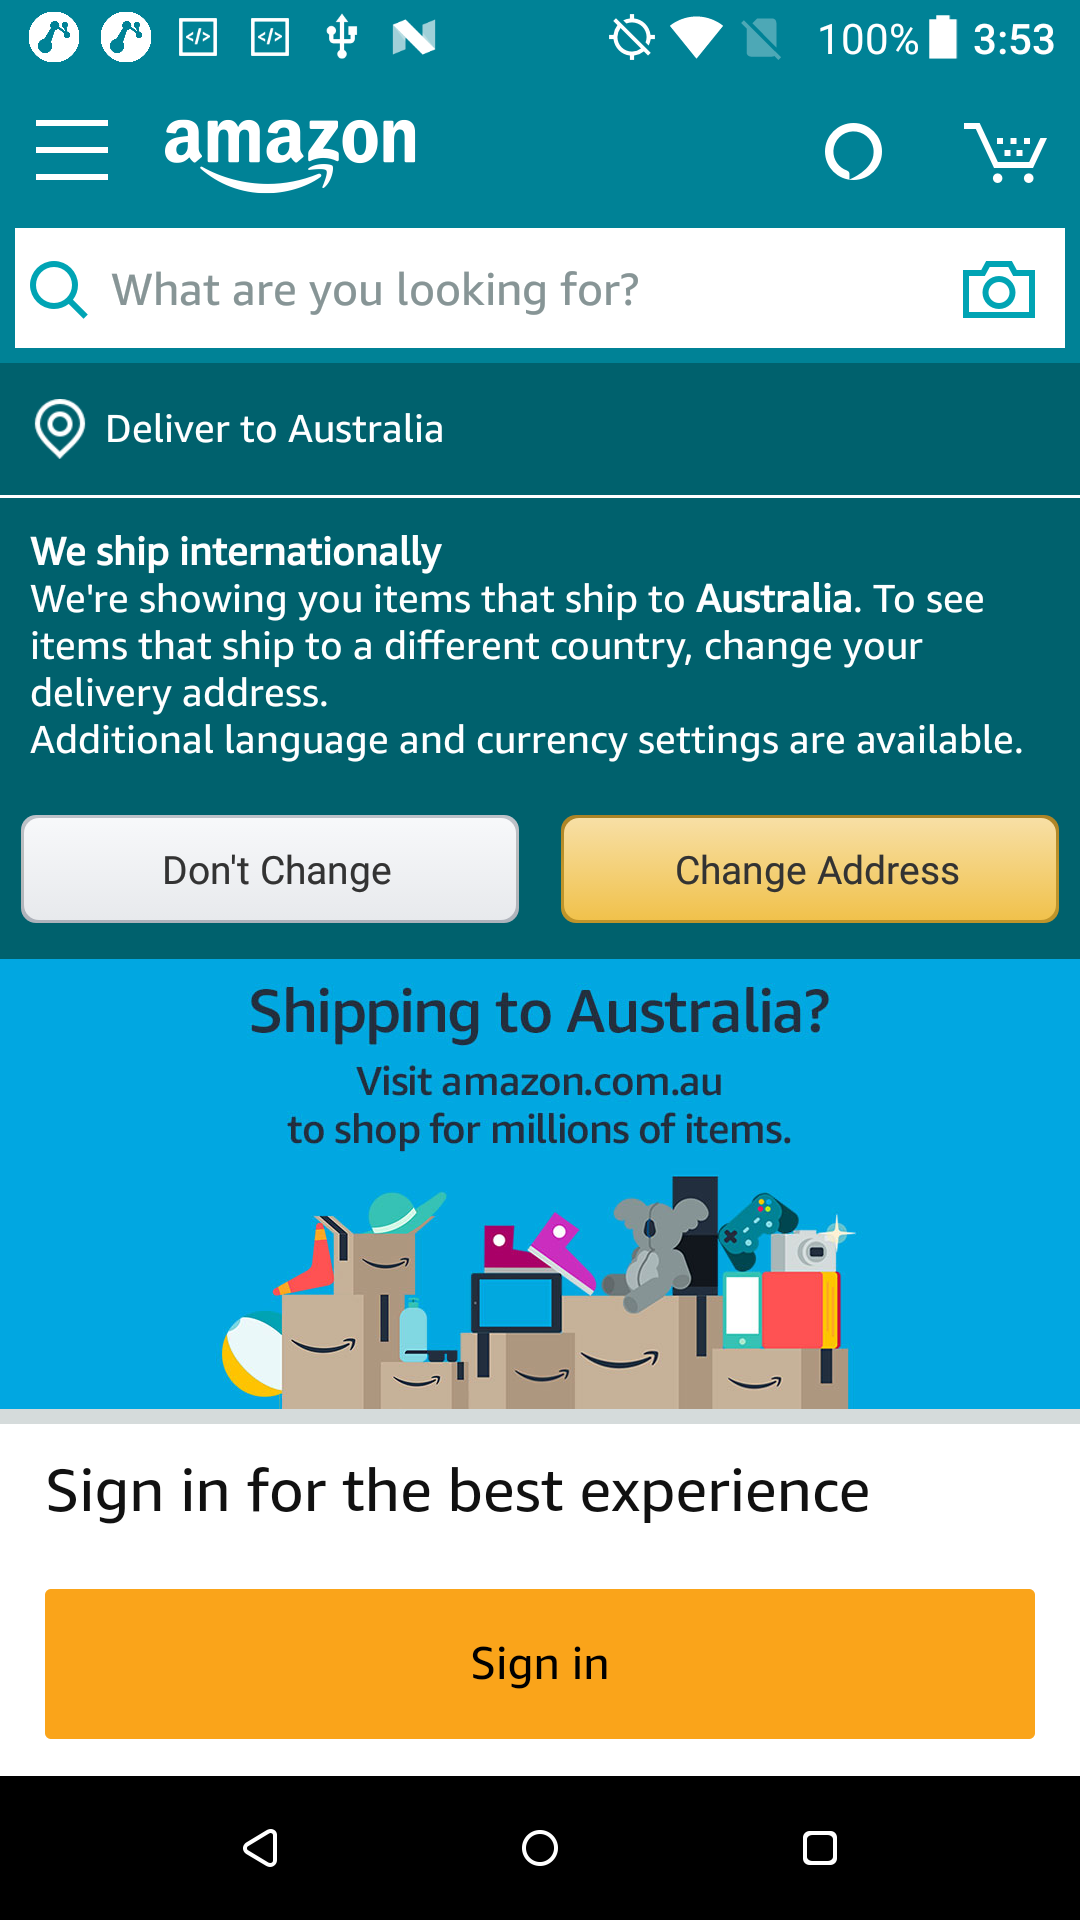 100% 3:53
amazon
What are you looking for?
Deliver to Australia
We ship internationally
We're showing you items that ship to Australia. To see
items that ship to a different country, change your
delivery address.
Additional language and currency settings are available.
Don't Change
Change Address
Shipping to Australia?
Visit amazon.com.au
to shop for millions of items.
Sign in for the best experience
Sign in